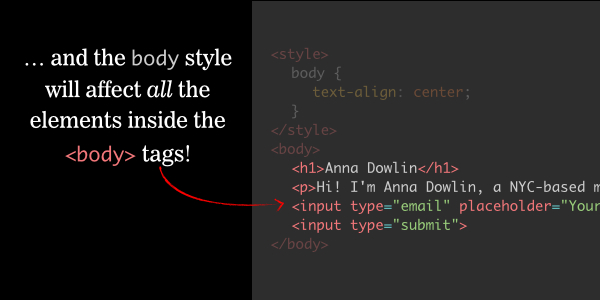 … and the body style
will affect all the
elements inside the
<body> tags!
<style>
body {
text-align: center;
}
</style>
<body>
<h1>Anna Dowlin</h1>
<p>Hi! I'm Anna Dowlin, a NYC-based
<input type="email" placeholder="Your
<input type="submit">
</body>